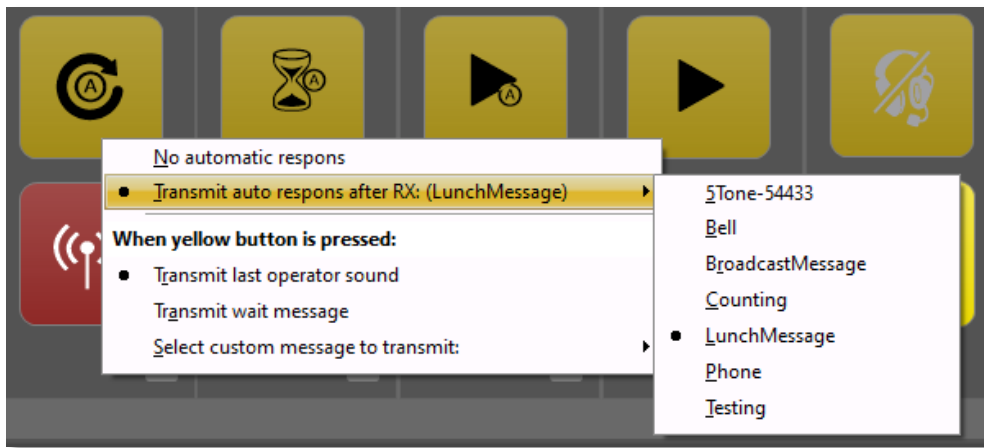 A
A
A
No automatic respons
Transmit auto respons after RX: (LunchMessage)
When yellow button is pressed:
Transmit last operator sound
Transmit wait message
Select custom message to transmit:
5Tone-54433
Bell
BroadcastMessage
Counting
LunchMessage
Phone
Testing